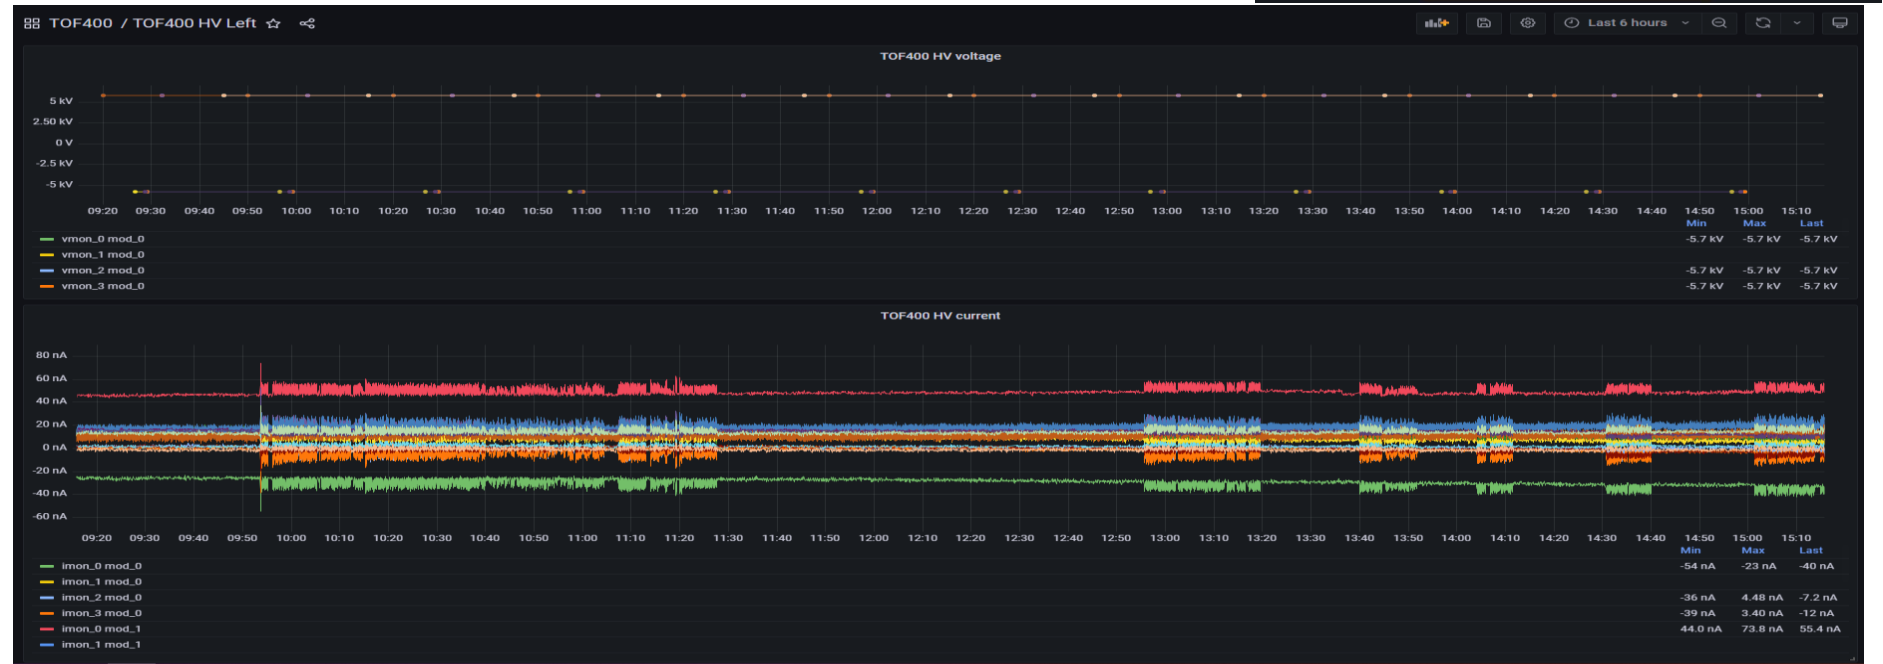 TOF400 / TOF400 HV Left
Last 6 hours
TOF400 HV voltage
5 kV
2.50 kV
0 V
-2.5 kV
-5 kV
09:20 09:30 09:40 09:50 10:00 10:10 10:20 10:30 10:40 10:50 11:00 11:10 11:20 11:30 11:40 11:50 12:00 12:10 12:20 12:30 12:40 12:50 13:00 13:10 13:20 13:30 13:40 13:50 14:00 14:10 14:20 14:30 14:40 14:50 15:00 15:10
Min Max Last
vmon_0 mod_0 -5.7 kV -5.7 kV -5.7 kV
vmon_1 mod_0
vmon_2 mod_0 -5.7 kV -5.7 kV -5.7 kV
vmon_3 mod_0 -5.7 kV -5.7 kV -5.7 kV
TOF400 HV current
80 nA
60 nA
40 nA
20 nA
0 nA
-20 nA
-40 nA
-60 nA
09:20 09:30 09:40 09:50 10:00 10:10 10:20 10:30 10:40 10:50 11:00 11:10 11:20 11:30 11:40 11:50 12:00 12:10 12:20 12:30 12:40 12:50 13:00 13:10 13:20 13:30 13:40 13:50 14:00 14:10 14:20 14:30 14:40 14:50 15:00 15:10
Min Max Last
imon_0 mod_0 -54 nA -23 nA -40 nA
imon_1 mod_0
imon_2 mod_0 -36 nA 4.48 nA -7.2 nA
imon_3 mod_0 -39 nA 3.40 nA -12 nA
imon_0 mod_1 44.0 nA 73.8 nA 55.4 nA
imon_1 mod_1